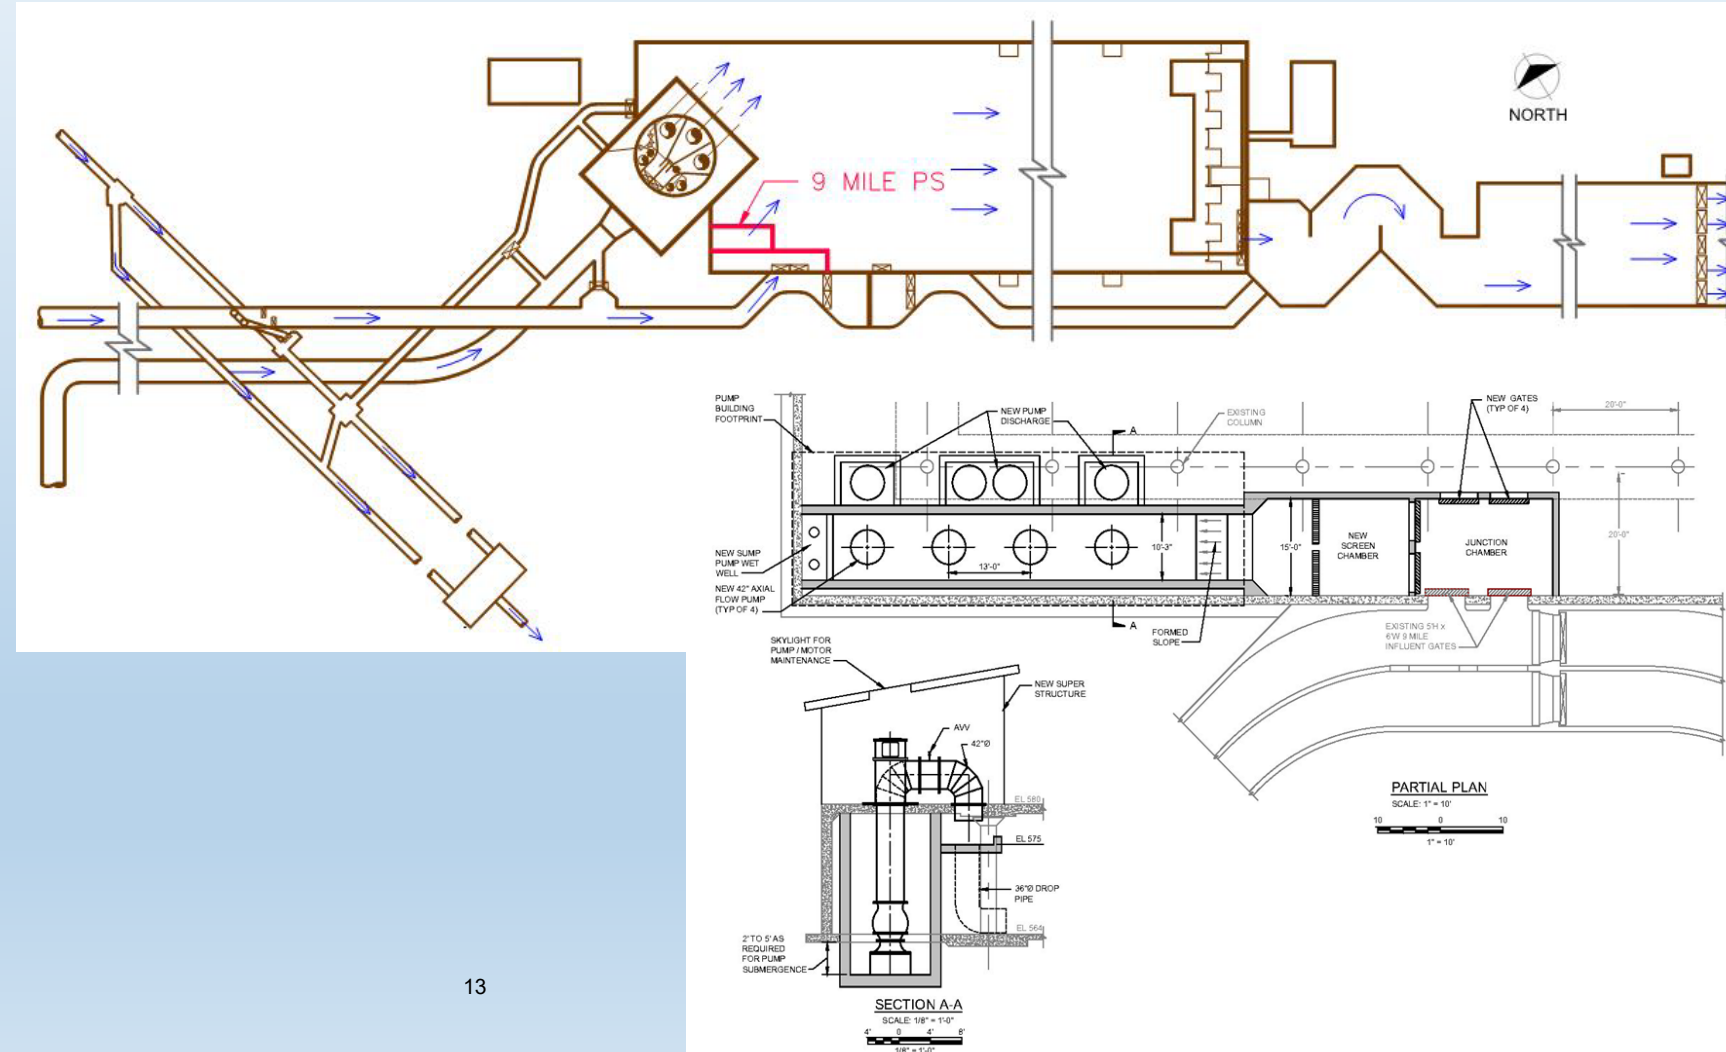 NORTH
9 MILE PS
PUMP
BUILDING
FOOTPRINT
NEW PUMP
DISCHARGE
A
EXISTING
COLUMN
NEW GATES
(TYP OF 4)
20'-0"
NEW SUMP
PUMP WET
WELL
NEW 42" AXIAL
FLOW PUMP
(TYP OF 4)
13'-0"
10'-3"
15'-0"
NEW
SCREEN
CHAMBER
JUNCTION
CHAMBER
20'-0"
A
FORMED
SLOPE
EXISTING 5'H x
6'W 9 MILE
INFLUENT GATES
SKYLIGHT FOR
PUMP / MOTOR
MAINTENANCE
NEW SUPER
STRUCTURE
AVV
42"Ø
EL 580
EL 575
36"Ø DROP
PIPE
EL 564
2' TO 5' AS
REQUIRED
FOR PUMP
SUBMERGENCE
SECTION A-A
SCALE: 1/8" = 1'-0"
4' 0 4' 8'
1/8" = 1'-0"
PARTIAL PLAN
SCALE: 1" = 10'
10 0 10
1" = 10'
13